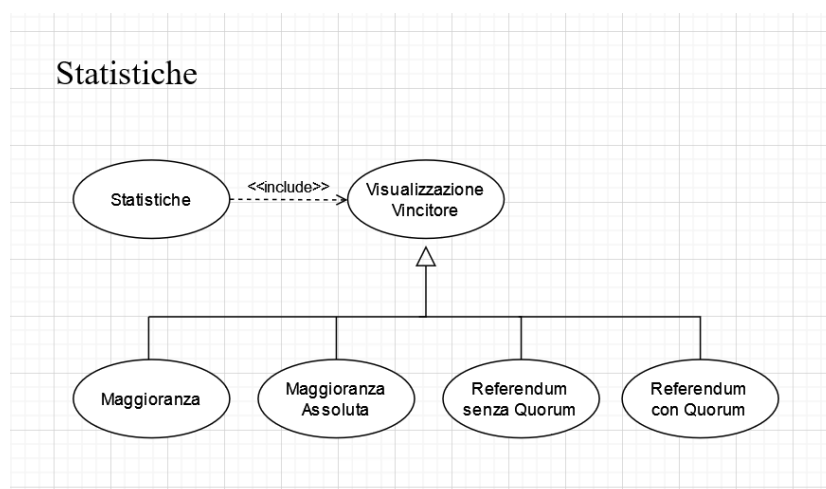 Statistiche
Statistiche
<<include>>
Visualizzazione
Vincitore
Maggioranza
Maggioranza
Assoluta
Referendum
senza Quorum
Referendum
con Quorum